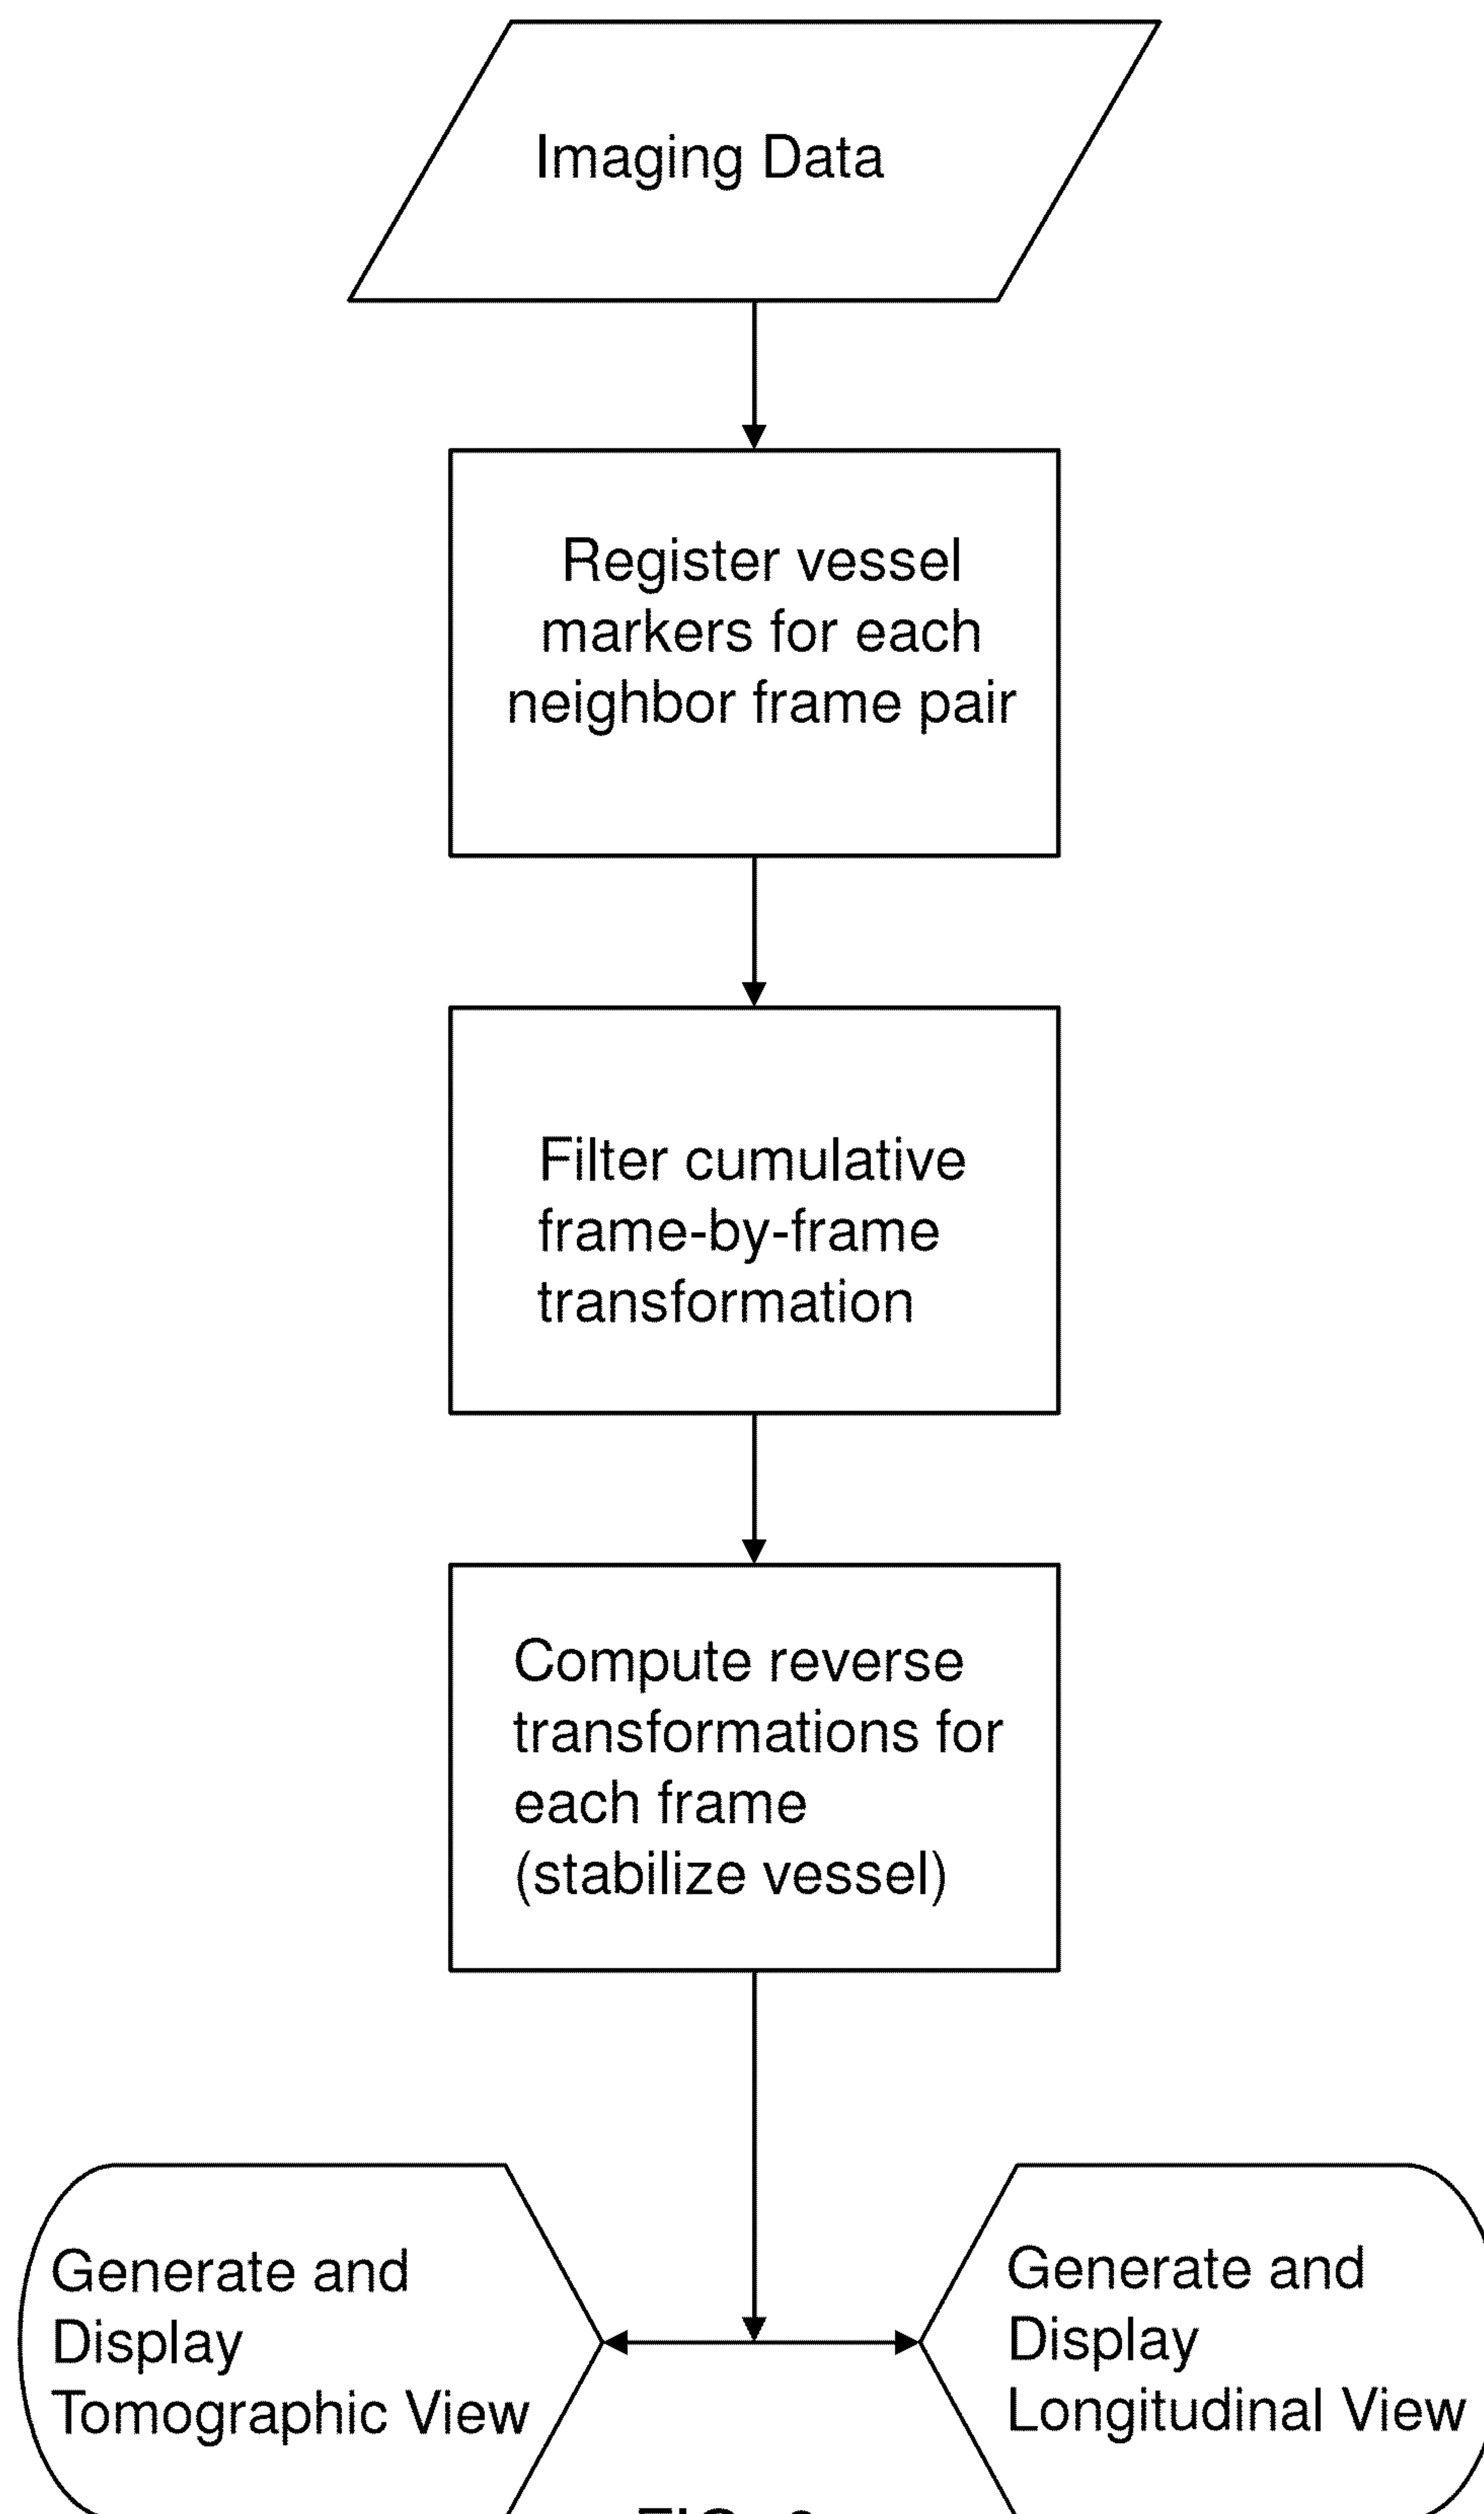 Imaging Data
Register vessel
markers for each
neighbor frame pair
Filter cumulative
frame-by-frame
transformation
Compute reverse
transformations for
each frame
(stabilize vessel)
Generate and
Display
Tomographic View
Generate and
Display
Longitudinal View